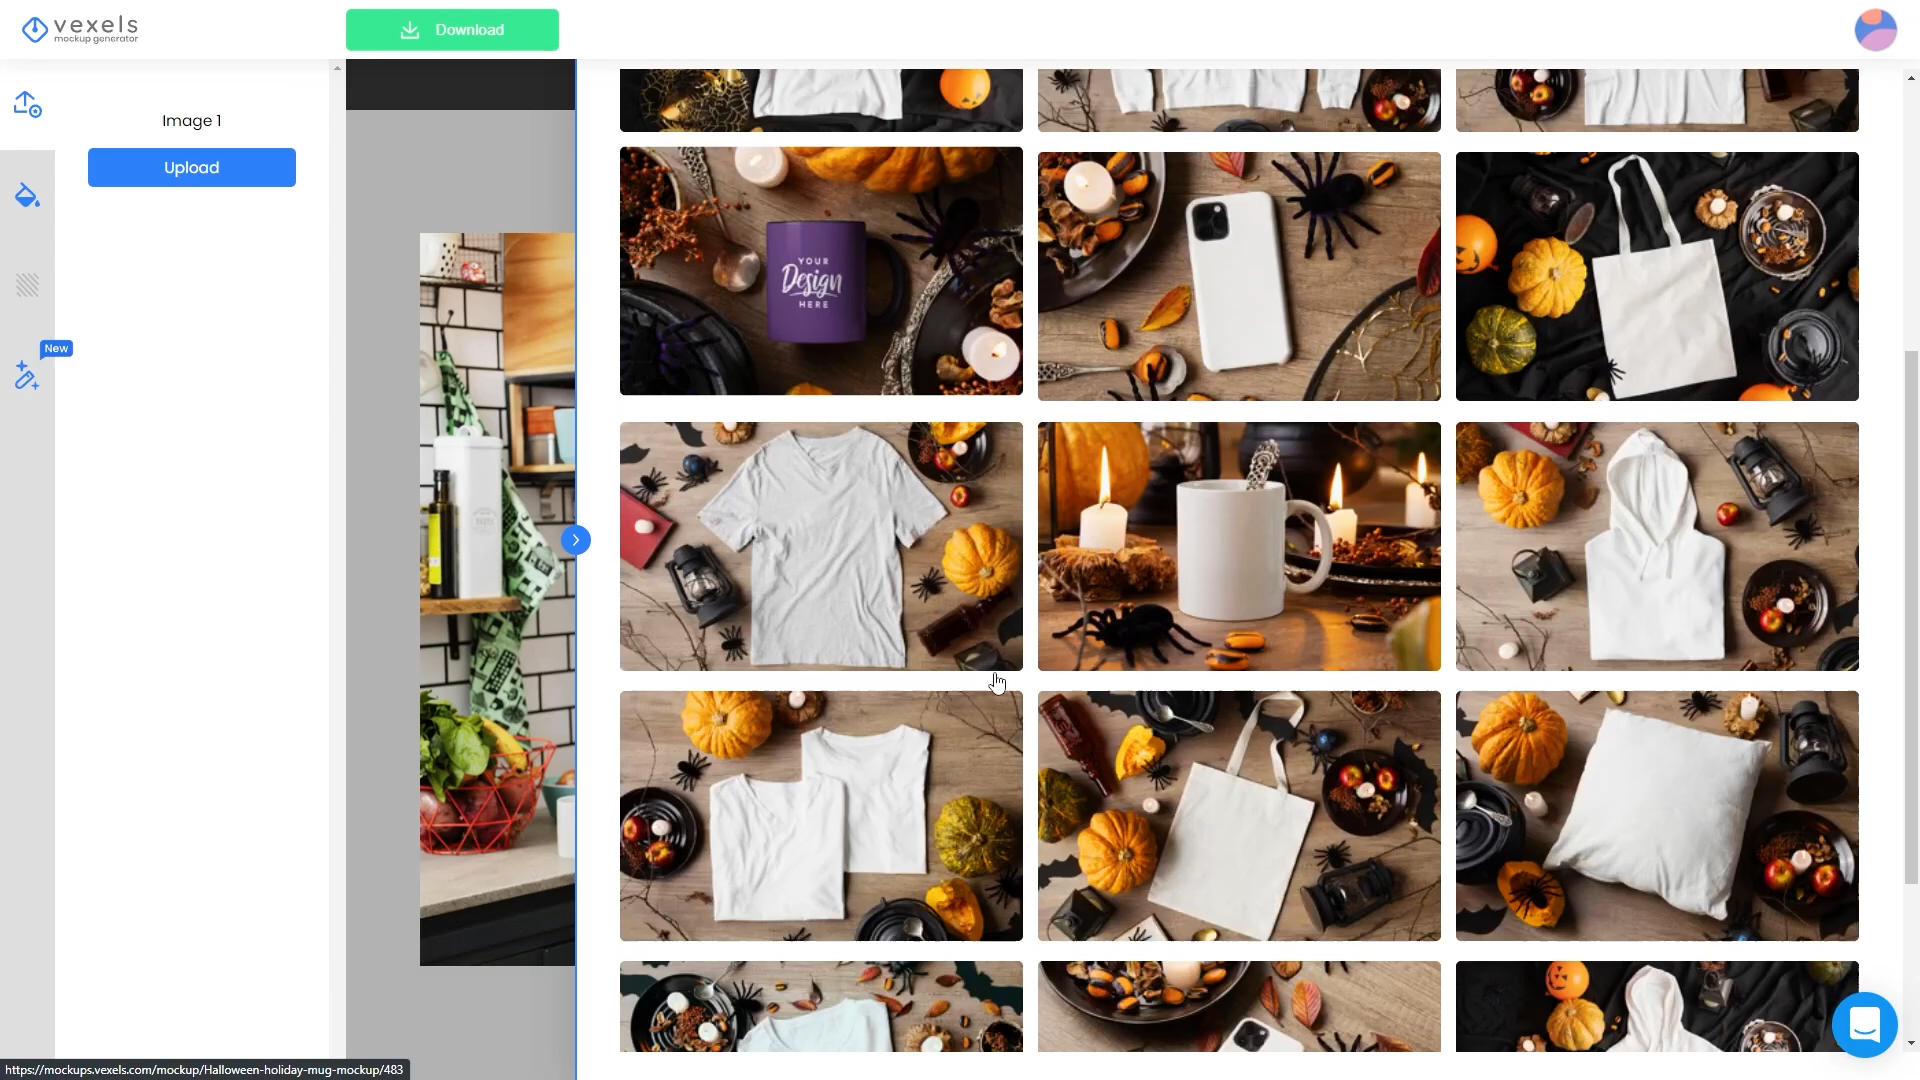 vexels
mockup generator
Download
Image 1
Upload
New
YOUR
Design
HERE
https://mockups.vexels.com/mockup/Halloween-holiday-mug-mockup/483